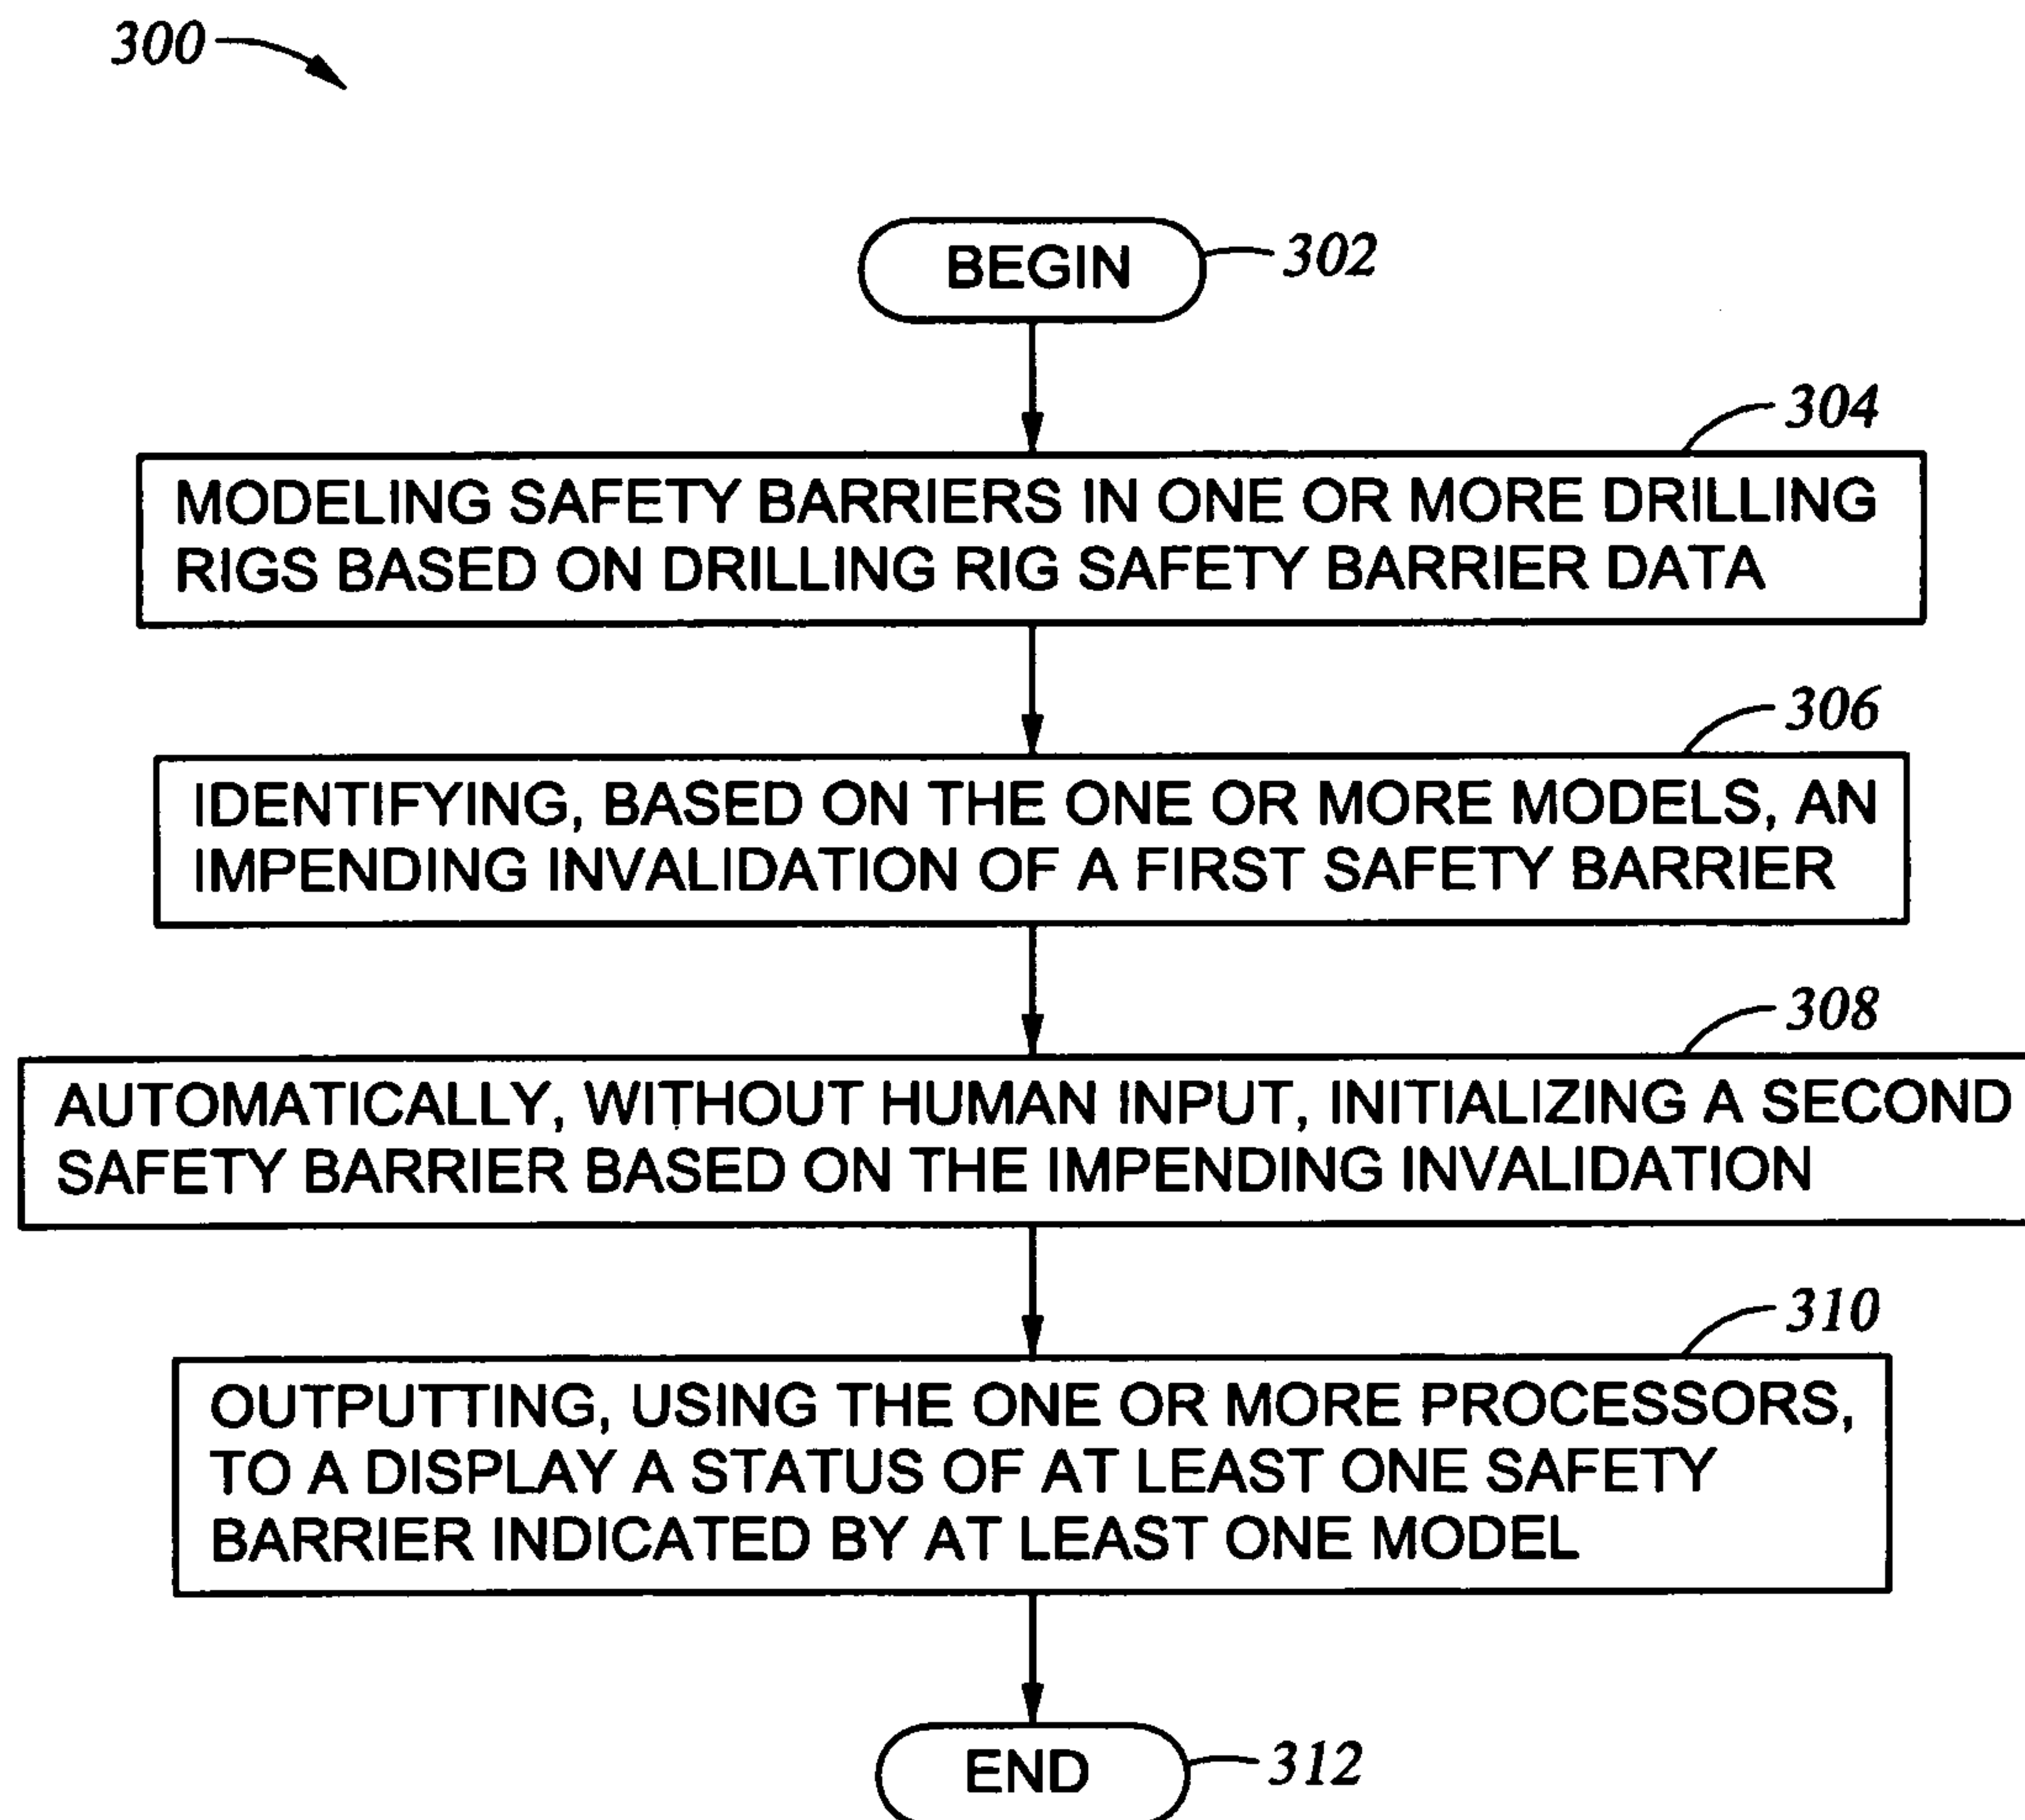 300
BEGIN
302
304
MODELING SAFETY BARRIERS IN ONE OR MORE DRILLING
RIGS BASED ON DRILLING RIG SAFETY BARRIER DATA
306
IDENTIFYING, BASED ON THE ONE OR MORE MODELS, AN
IMPENDING INVALIDATION OF A FIRST SAFETY BARRIER
308
AUTOMATICALLY, WITHOUT HUMAN INPUT, INITIALIZING A SECOND
SAFETY BARRIER BASED ON THE IMPENDING INVALIDATION
310
OUTPUTTING, USING THE ONE OR MORE PROCESSORS,
TO A DISPLAY A STATUS OF AT LEAST ONE SAFETY
BARRIER INDICATED BY AT LEAST ONE MODEL
END
312